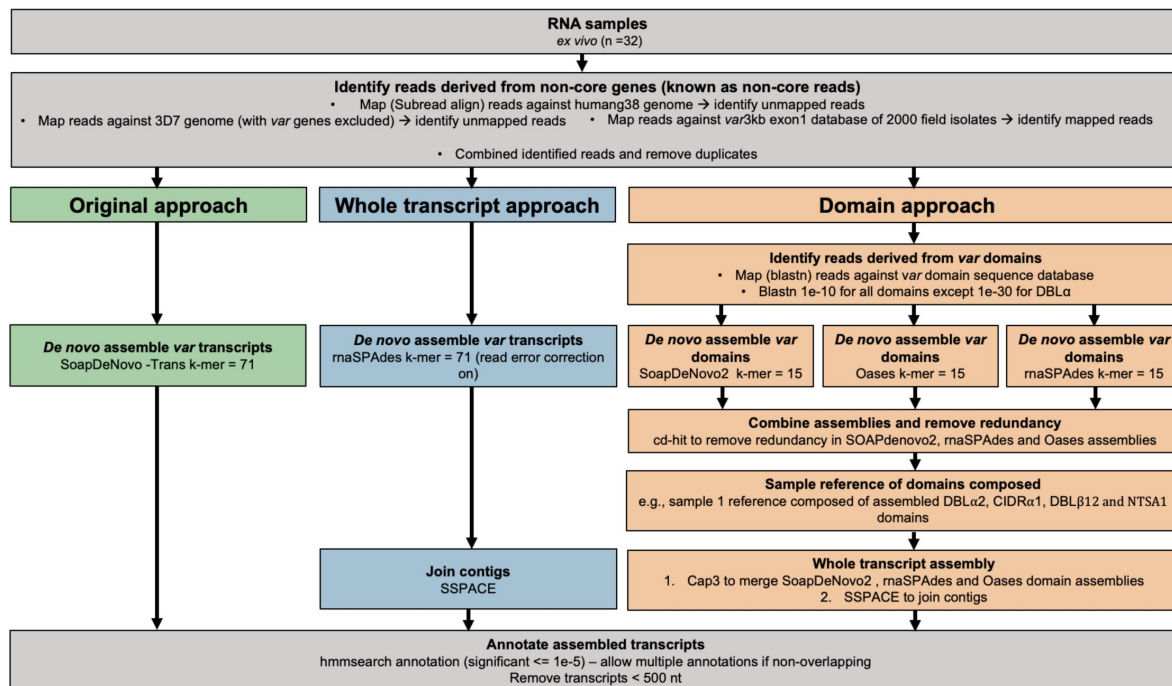 RNA samples
ex vivo (n =32)
Identify reads derived from non-core genes (known as non-core reads)
• Map (Subread align) reads against humang38 genome → identify unmapped reads
• Map reads against 3D7 genome (with var genes excluded) → identify unmapped reads • Map reads against var3kb exon1 database of 2000 field isolates → identify mapped reads
• Combined identified reads and remove duplicates
Original approach
De novo assemble var transcripts
SoapDeNovo -Trans k-mer = 71
Whole transcript approach
De novo assemble var transcripts
rnaSPAdes k-mer = 71 (read error correction
on)
Join contigs
SSPACE
Domain approach
Identify reads derived from var domains
• Map (blastn) reads against var domain sequence database
• Blastn 1e-10 for all domains except 1e-30 for DBLα
De novo assemble var
domains
SoapDeNovo2 k-mer = 15
De novo assemble var
domains
Oases k-mer = 15
De novo assemble var
domains
rnaSPAdes k-mer = 15
Combine assemblies and remove redundancy
cd-hit to remove redundancy in SOAPdenovo2, rnaSPAdes and Oases assemblies
Sample reference of domains composed
e.g., sample 1 reference composed of assembled DBLα2, CIDRα1, DBLβ12 and NTSA1
domains
Whole transcript assembly
1. Cap3 to merge SoapDeNovo2 , rnaSPAdes and Oases domain assemblies
2. SSPACE to join contigs
Annotate assembled transcripts
hmmsearch annotation (significant <= 1e-5) – allow multiple annotations if non-overlapping
Remove transcripts < 500 nt